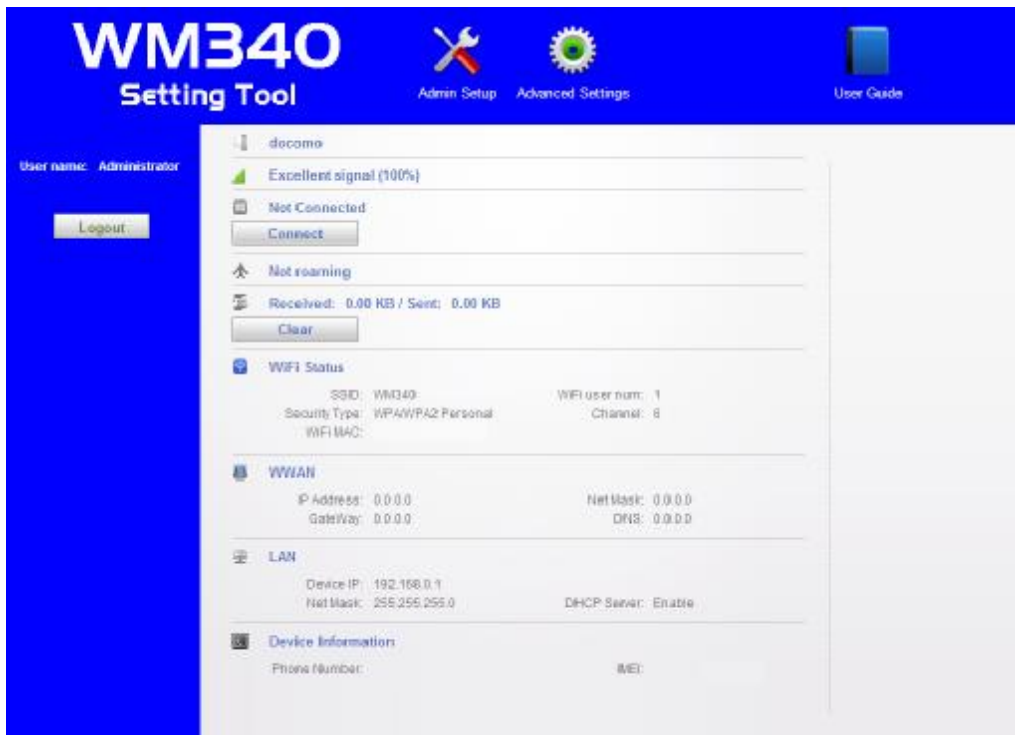 WM340
Setting Tool
Admin Setup
Advanced Settings
User Guide
User name: Administrator
Logout
docomo
Excellent signal (100%)
Not Connected
Connect
Not roaming
Received: 0.00 KB / Sent: 0.00 KB
Clear
WiFi Status
SSID: WM340 WiFi user num: 1
Security Type: WPA/WPA2 Personal Channel: 6
WiFi MAC:
WWAN
IP Address: 0.0.0.0 Net Mask: 0.0.0.0
GateWay: 0.0.0.0 DNS: 0.0.0.0
LAN
Device IP: 192.168.0.1
Net Mask: 255.255.255.0 DHCP Server: Enable
Device Information
Phone Number: IMEI: